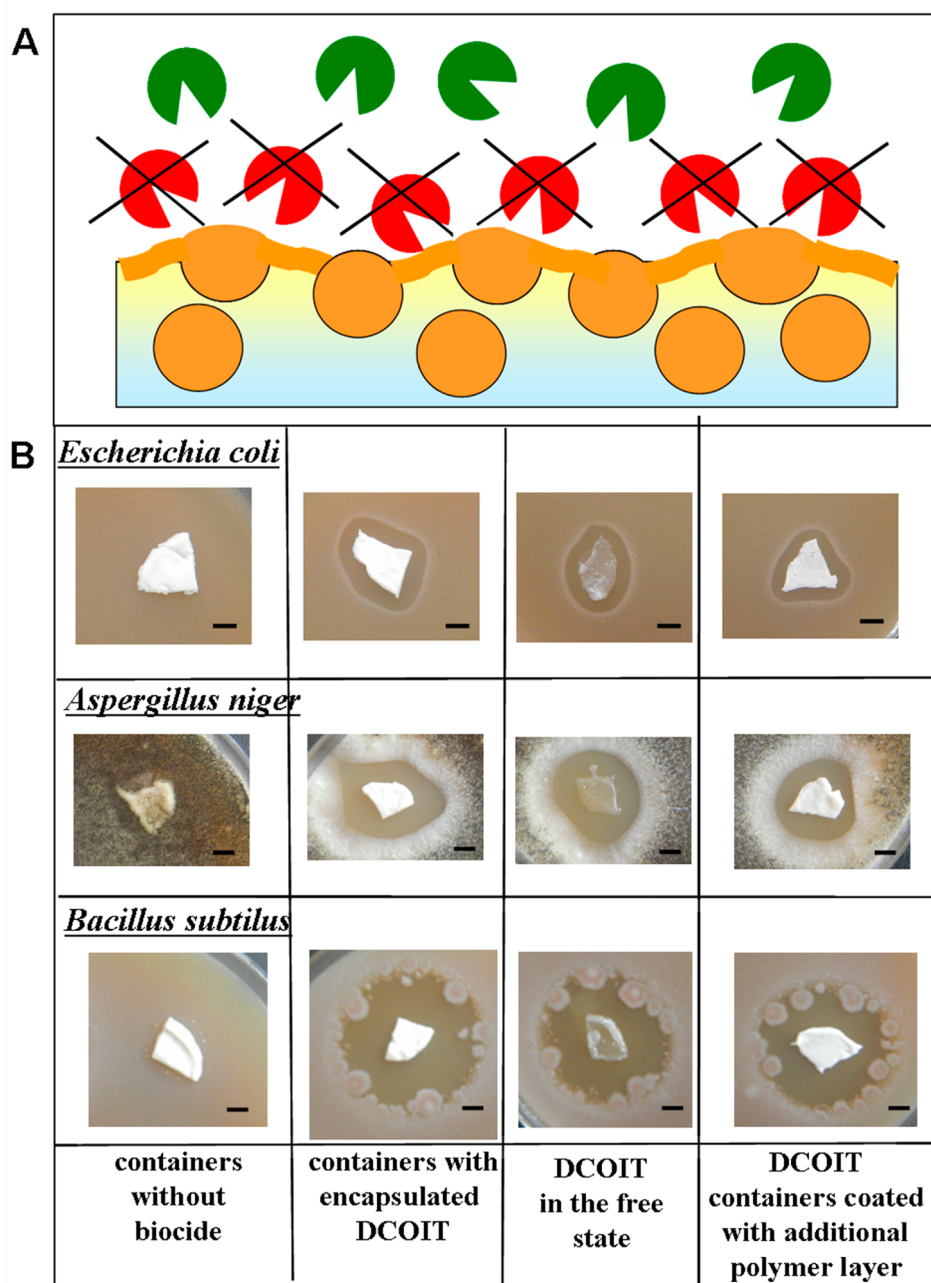 A
B
Escherichia coli
Aspergillus niger
Bacillus subtilus
containers
without
biocide
containers with
encapsulated
DCOIT
DCOIT
in the free
state
DCOIT
containers coated
with additional
polymer layer